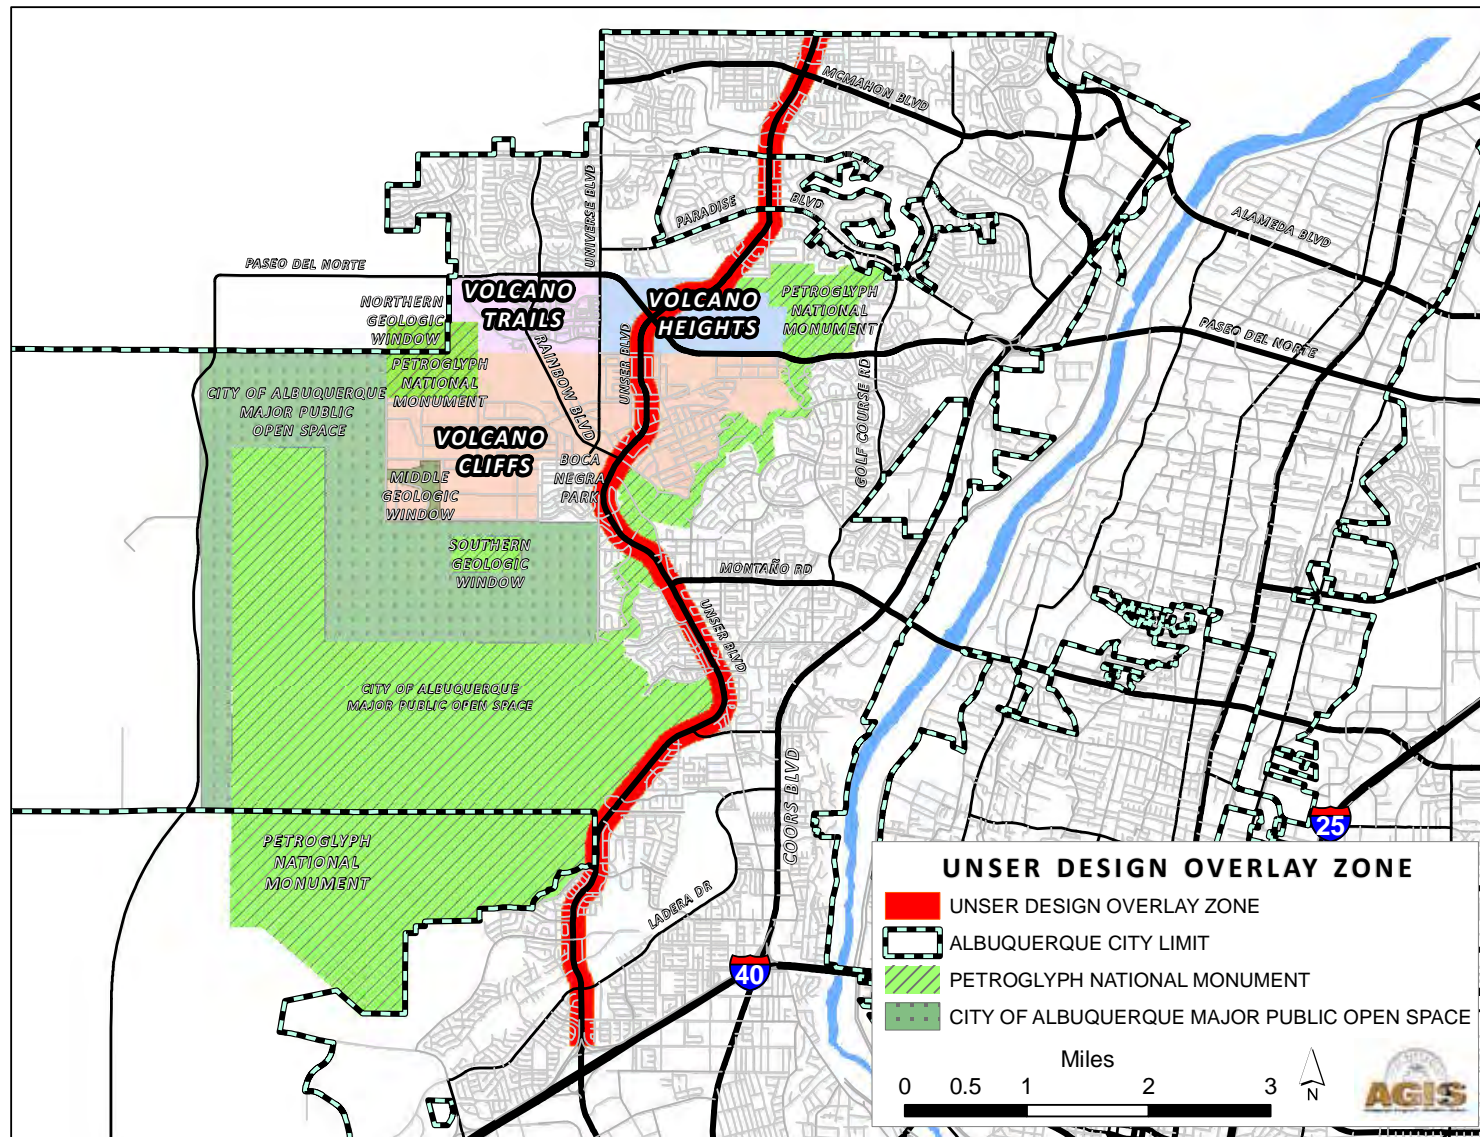 MCMAHON BLVD
UNIVERSE BLVD
PARADISE BLVD
ALAMEDA BLVD
PASEO DEL NORTE
VOLCANO
TRAILS
VOLCANO
HEIGHTS
PETROGLYPH
NATIONAL
MONUMENT
NORTHERN
GEOLOGIC
WINDOW
PASEO DEL NORTE
UNSER BLVD
RAINBOW BLVD
PETROGLYPH
NATIONAL
MONUMENT
GOLF COURSE RD
CITY OF ALBUQUERQUE
MAJOR PUBLIC
OPEN SPACE
VOLCANO
CLIFFS
BOCA
NEGRA
PARK
MIDDLE
GEOLOGIC
WINDOW
SOUTHERN
GEOLOGIC
WINDOW
MONTAÑO RD
UNSER BLVD
CITY OF ALBUQUERQUE
MAJOR PUBLIC OPEN SPACE
COORS BLVD
PETROGLYPH
NATIONAL
MONUMENT
LADERA DR
25
40
UNSER DESIGN OVERLAY ZONE
UNSER DESIGN OVERLAY ZONE
ALBUQUERQUE CITY LIMIT
PETROGLYPH NATIONAL MONUMENT
CITY OF ALBUQUERQUE MAJOR PUBLIC OPEN SPACE
Miles
0 0.5 1 2 3
N
AGIS